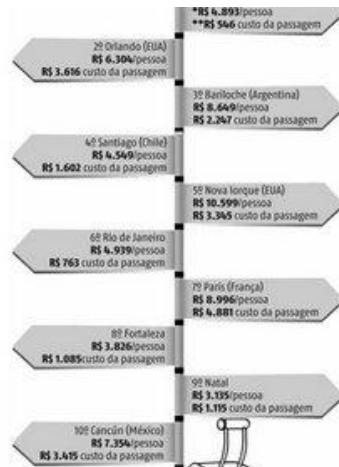 *R$ 4.893/pessoa
**R$ 546 custo da passagem
2º Orlando (EUA)
R$ 6.304/pessoa
R$ 3.616 custo da passagem
3º Bariloche (Argentina)
R$ 8.649/pessoa
R$ 2.247 custo da passagem
4º Santiago (Chile)
R$ 4.549/pessoa
R$ 1.602 custo da passagem
5º Nova Iorque (EUA)
R$ 10.599/pessoa
R$ 3.345 custo da passagem
6º Rio de Janeiro
R$ 4.939/pessoa
R$ 763 custo da passagem
7º Paris (França)
R$ 8.996/pessoa
R$ 4.881 custo da passagem
8º Fortaleza
R$ 3.826/pessoa
R$ 1.085custo da passagem
9º Natal
R$ 3.135/pessoa
R$ 1.115 custo da passagem
10º Cancún (México)
R$ 7.354/pessoa
R$ 3.415 custo da passagem